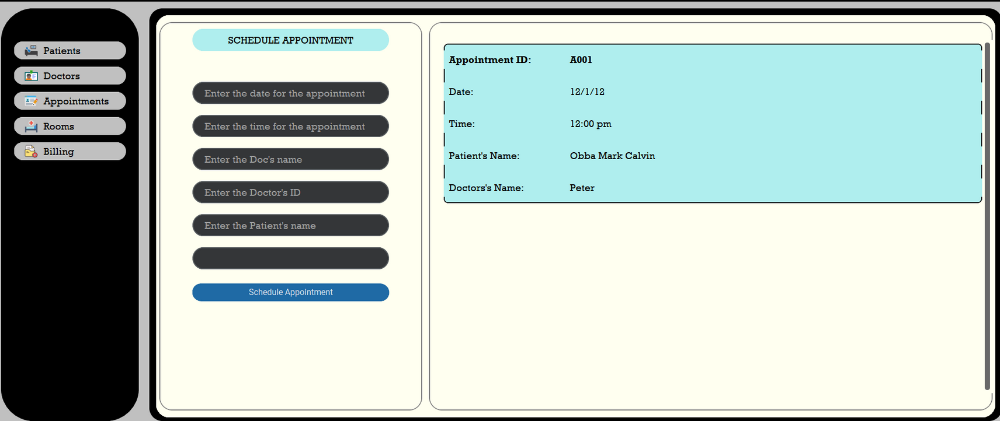 Patients
Doctors
Appointments
Rooms
Billing
SCHEDULE APPOINTMENT
Enter the date for the appointment
Enter the time for the appointment
Enter the Doc's name
Enter the Doctor's ID
Enter the Patient's name
Schedule Appointment
Appointment ID: A001
Date: 12/1/12
Time: 12:00 pm
Patient's Name: Obba Mark Calvin
Doctors's Name: Peter